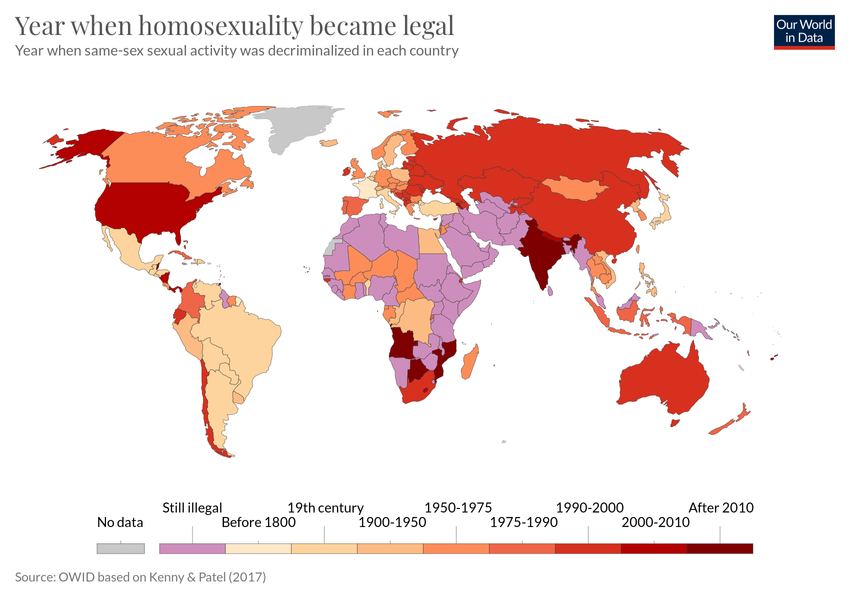 Year when homosexuality became legal
Year when same-sex sexual activity was decriminalized in each country
Our World
in Data
Still illegal 19th century 1950-1975 1990-2000 After 2010
No data Before 1800 1900-1950 1975-1990 2000-2010
Source: OWID based on Kenny & Patel (2017)